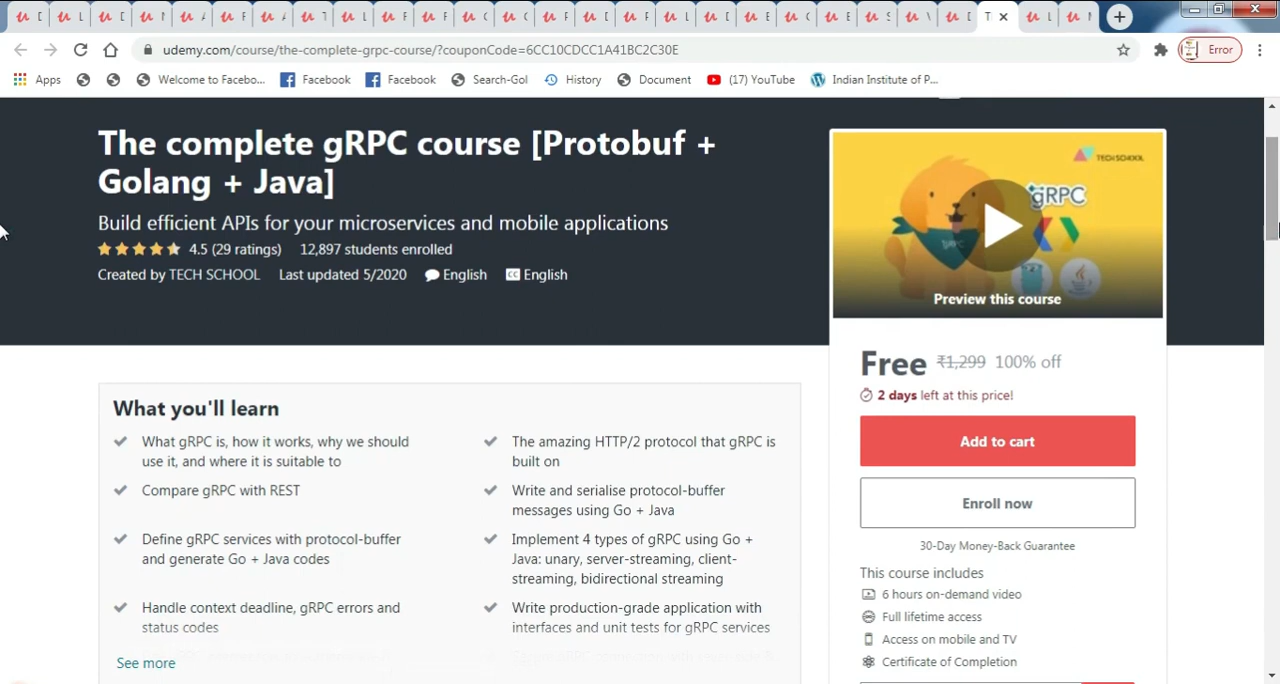 udemy.com/course/the-complete-grpc-course/?couponCode=6CC10CDCC1A41BC2C30E
Error
Apps
Welcome to Facebo...
Facebook
Facebook
Search-Gol
History
Document
(17) YouTube
Indian Institute of P...
The complete gRPC course [Protobuf +
Golang + Java]
Build efficient APIs for your microservices and mobile applications
4.5 (29 ratings) 12,897 students enrolled
Created by TECH SCHOOL Last updated 5/2020 English CC English
TECH SCHOOL
gRPC
Preview this course
Free ₹1,299 100% off
2 days left at this price!
Add to cart
Enroll now
30-Day Money-Back Guarantee
This course includes
6 hours on-demand video
Full lifetime access
Access on mobile and TV
Certificate of Completion
What you'll learn
What gRPC is, how it works, why we should
use it, and where it is suitable to
Compare gRPC with REST
Define gRPC services with protocol-buffer
and generate Go + Java codes
Handle context deadline, gRPC errors and
status codes
The amazing HTTP/2 protocol that gRPC is
built on
Write and serialise protocol-buffer
messages using Go + Java
Implement 4 types of gRPC using Go +
Java: unary, server-streaming, client-
streaming, bidirectional streaming
Write production-grade application with
interfaces and unit tests for gRPC services
See more